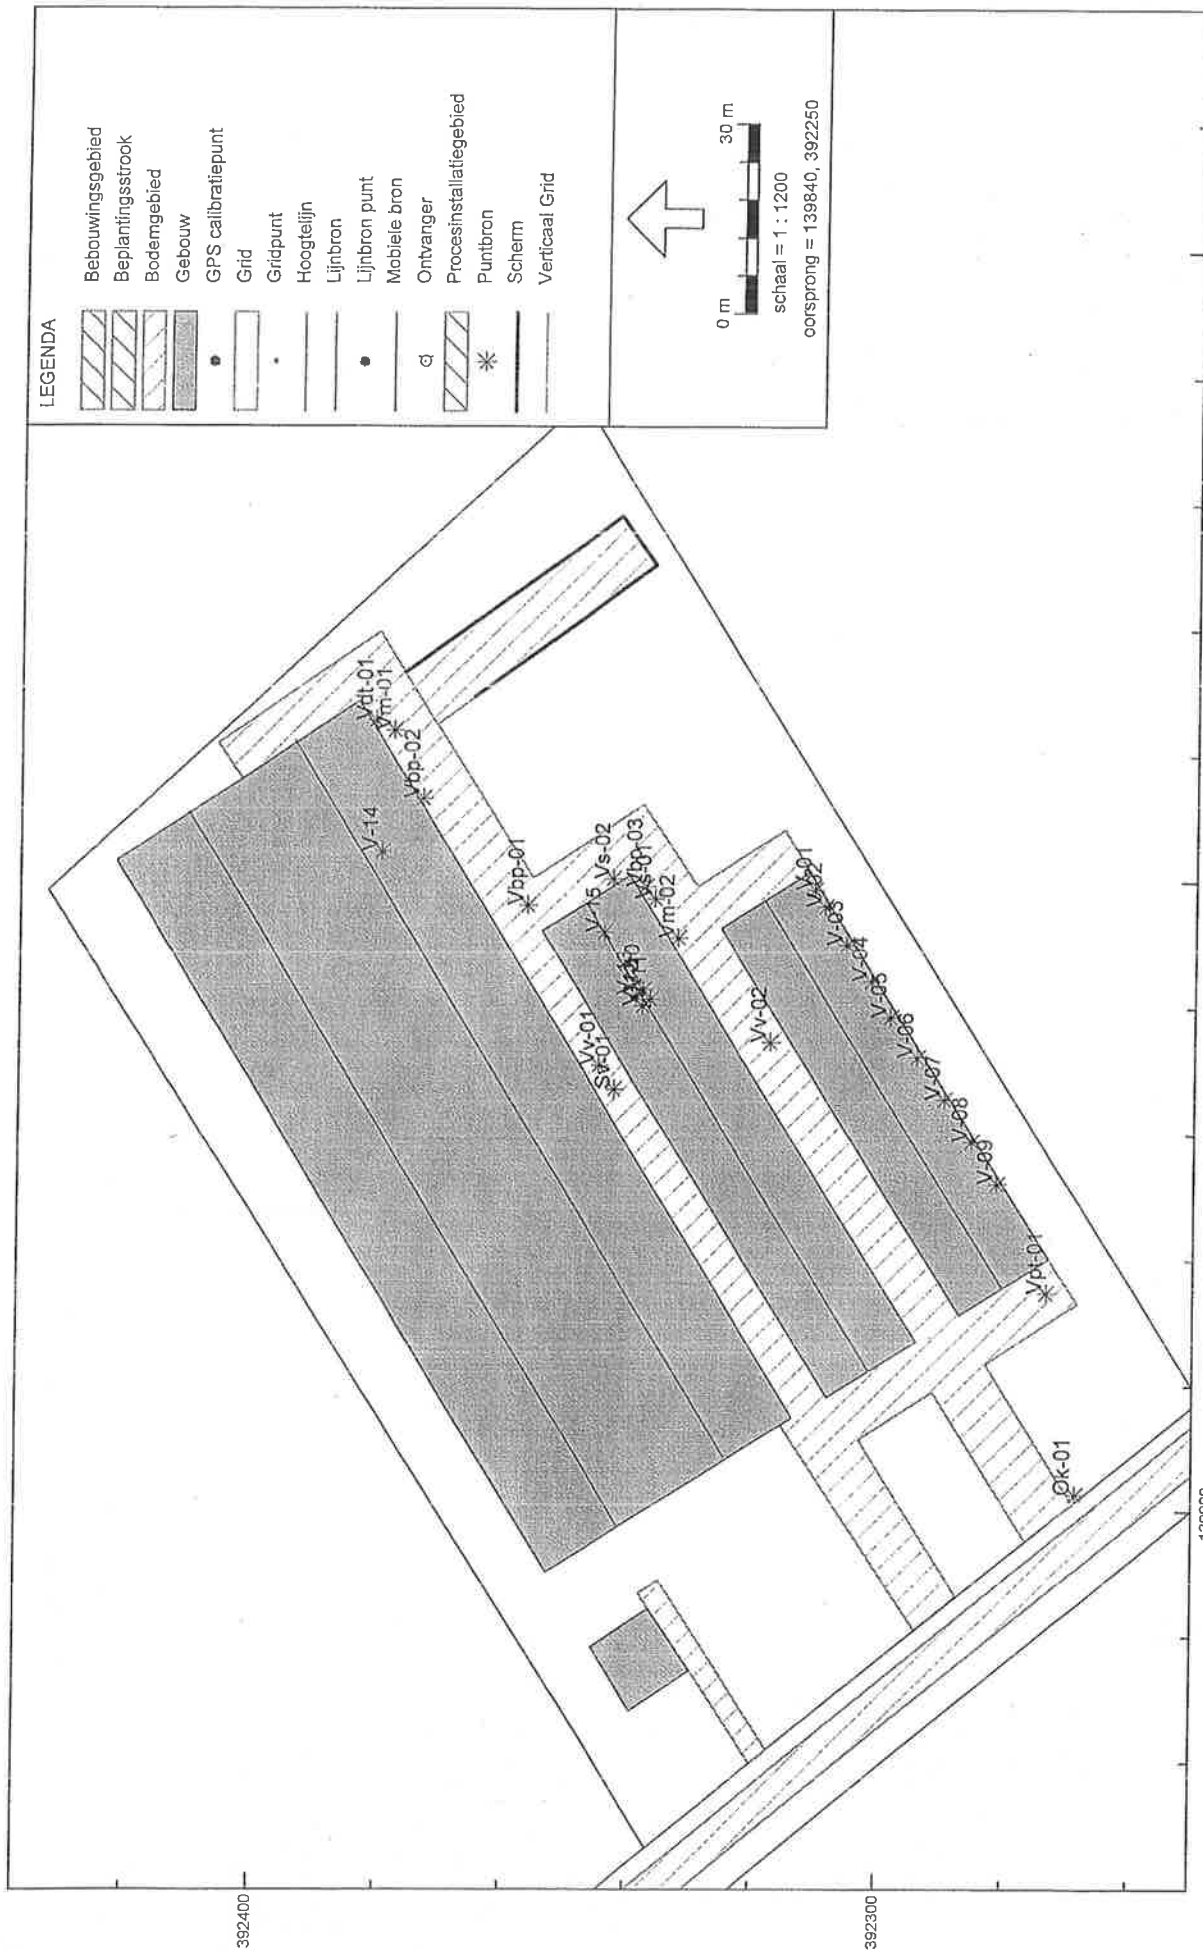 LEGENDA
Bebouwingsgebied
Beplantingsstrook
Bodemgebied
Gebouw
GPS calibratiepunt
Grid
Gridpunt
Hoogtelijn
Lijnbron
Lijnbron punt
Mobiele bron
Ontvanger
Procesinstallatiegebied
Puntbron
Scherm
Verticaal Grid
0 m
30 m
schaal = 1 : 1200
oorsprong = 139840, 392250
392400
392300
Vdt-01
Vm-01
Vbp-02
V-14
Vbp-01
Vs-02
Vbp-03
Vs-01
Vm-02
V-15
Vv-01
Sv-01
Vv-02
V-01
V-02
V-03
V-04
V-05
V-06
V-07
V-08
V-09
Vpt-01
Ok-01